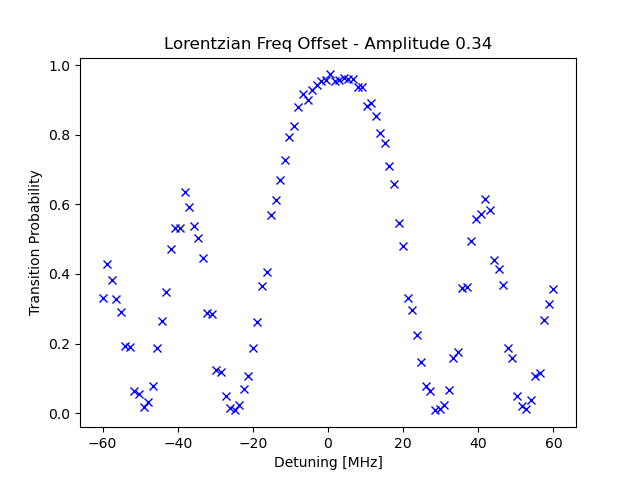 Lorentzian Freq Offset - Amplitude 0.34
1.0
0.8
0.6
0.4
0.2
0.0
Transition Probability
−60 −40 −20 0 20 40 60
Detuning [MHz]